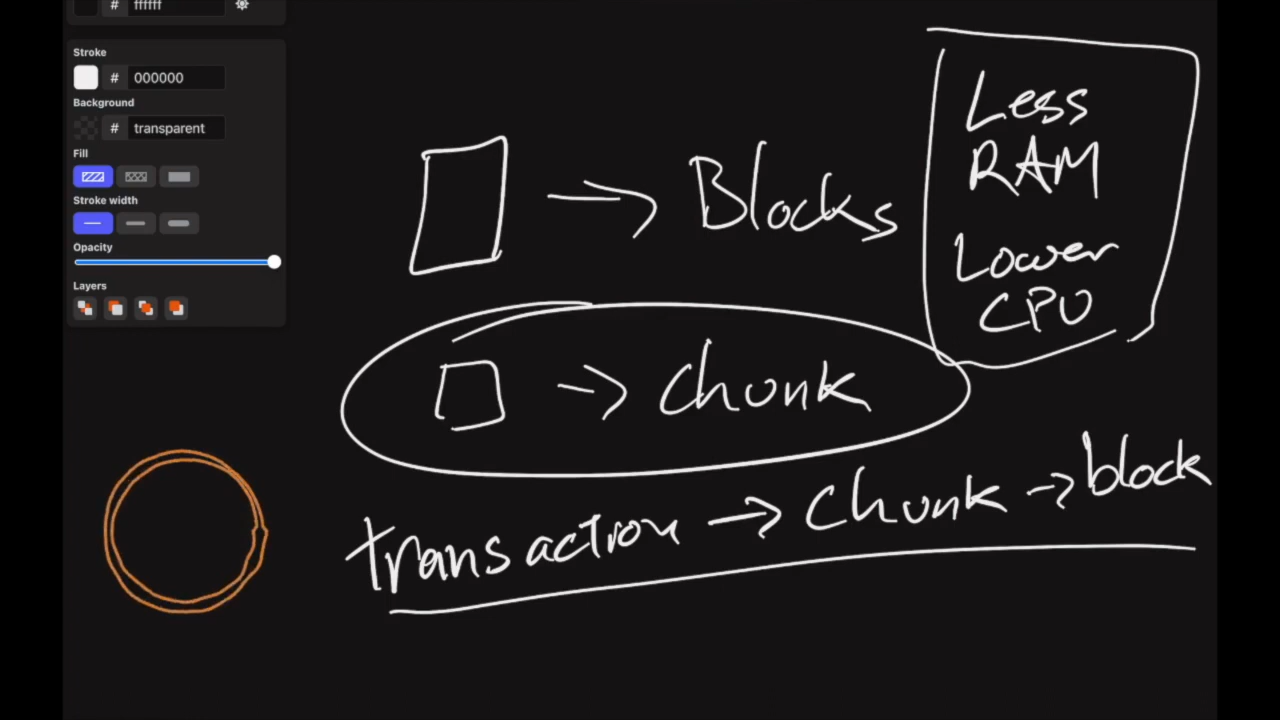 # ffffff
Stroke
# 000000
Background
# transparent
Fill
Stroke width
Opacity
Layers
→ Blocks
Less
RAM
Lower
CPU
→ Chunk
transaction → Chunk → block